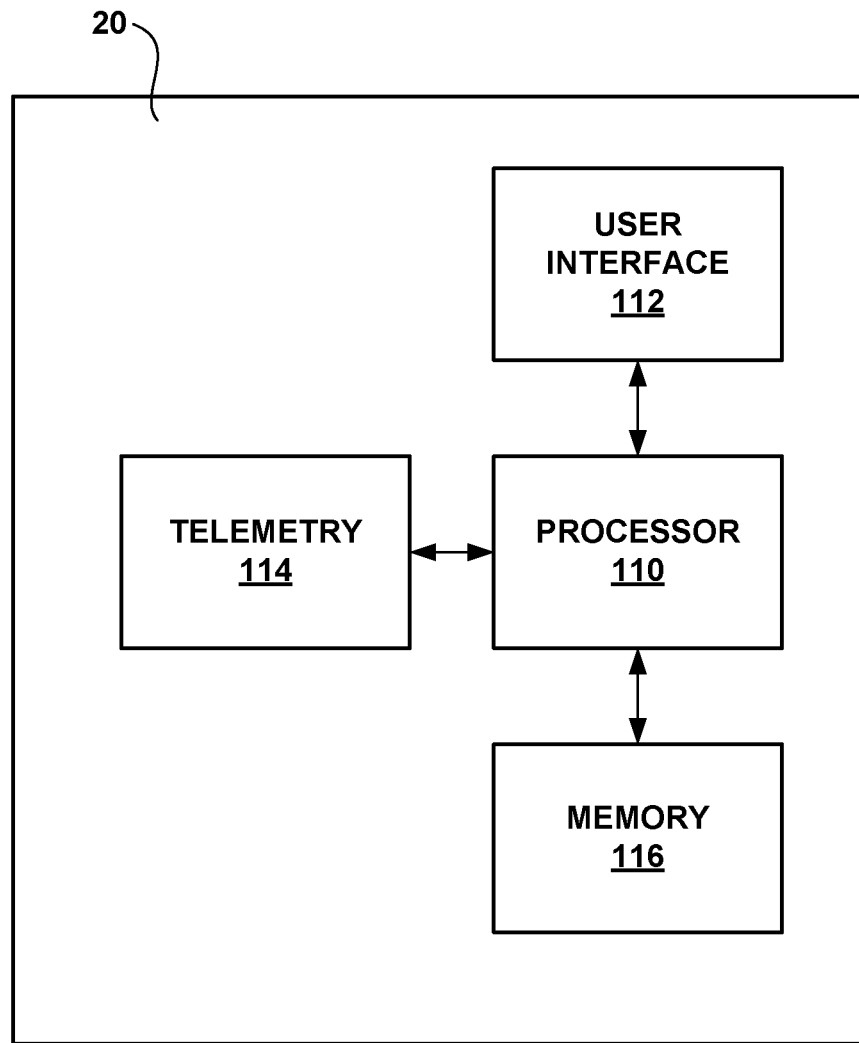 20
USER
INTERFACE
112
TELEMETRY
114
PROCESSOR
110
MEMORY
116